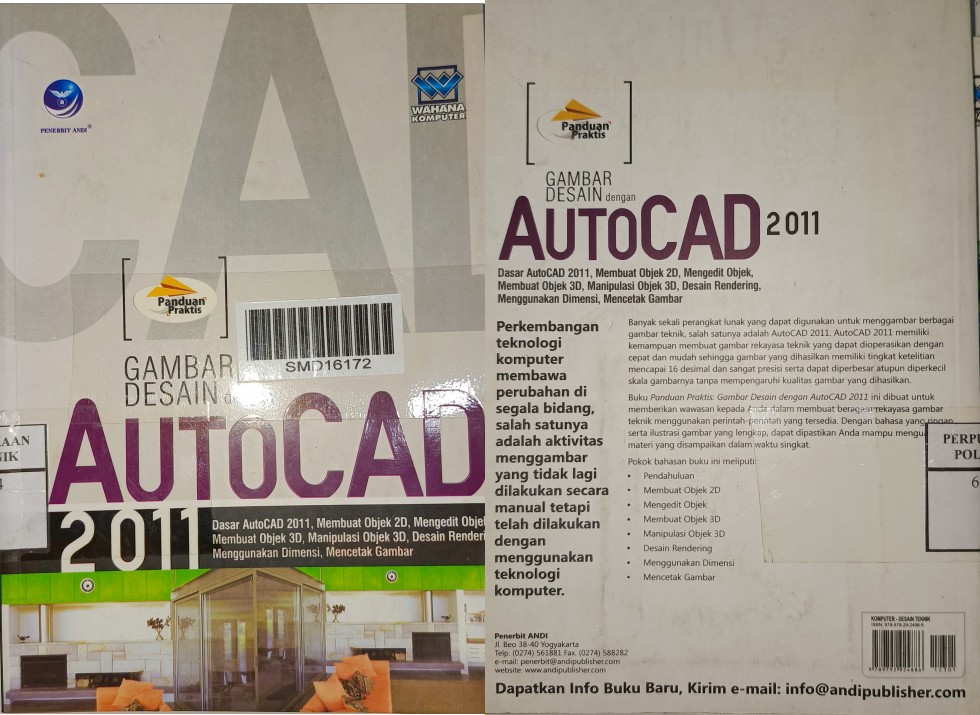 CAD
PENERBIT ANDI®
WAHANA
KOMPUTER
Panduan
Praktis
SMD16172
GAMBAR
DESAIN
AUTOCAD
2011
Dasar AutoCAD 2011, Membuat Objek 2D, Mengedit Objek
Membuat Objek 3D, Manipulasi Objek 3D, Desain Renderi
Menggunakan Dimensi, Mencetak Gambar
AAN
NIK
4
Panduan
Praktis
GAMBAR
DESAIN dengan
AUTOCAD 2011
Dasar AutoCAD 2011, Membuat Objek 2D, Mengedit Objek,
Membuat Objek 3D, Manipulasi Objek 3D, Desain Rendering,
Menggunakan Dimensi, Mencetak Gambar
Perkembangan
teknologi
komputer
membawa
perubahan di
segala bidang,
salah satunya
adalah aktivitas
menggambar
yang tidak lagi
dilakukan secara
manual tetapi
telah dilakukan
dengan
menggunakan
teknologi
komputer.
Banyak sekali perangkat lunak yang dapat digunakan untuk menggambar berbagai
gambar teknik, salah satunya adalah AutoCAD 2011. AutoCAD 2011 memiliki
kemampuan membuat gambar rekayasa teknik yang dapat dioperasikan dengan
cepat dan mudah sehingga gambar yang dihasilkan memiliki tingkat ketelitian
mencapai 16 desimal dan sangat presisi serta dapat diperbesar atupun diperkecil
skala gambarnya tanpa mempengaruhi kualitas gambar yang dihasilkan.
Buku Panduan Praktis: Gambar Desain dengan AutoCAD 2011 ini dibuat untuk
memberikan wawasan kepada Anda dalam membuat beragam rekayasa gambar
teknik menggunakan perintah-perintah yang tersedia. Dengan bahasa yang ringan
serta ilustrasi gambar yang lengkap, dapat dipastikan Anda mampu mengu
materi yang disampaikan dalam waktu singkat.
Pokok bahasan buku ini meliputi:
• Pendahuluan
• Membuat Objek 2D
• Mengedit Objek
• Membuat Objek 3D
• Manipulasi Objek 3D
• Desain Rendering
• Menggunakan Dimensi
• Mencetak Gambar
PERPU
POL
6
Penerbit ANDI
Jl. Beo 38-40 Yogyakarta
Telp. (0274) 561881 Fax. (0274) 588282
e-mail: penerbit@andipublisher.com
website: www.andipublisher.com
KOMPUTER - DESAIN TEKNIK
Dapatkan Info Buku Baru, Kirim e-mail: info@andipublisher.com